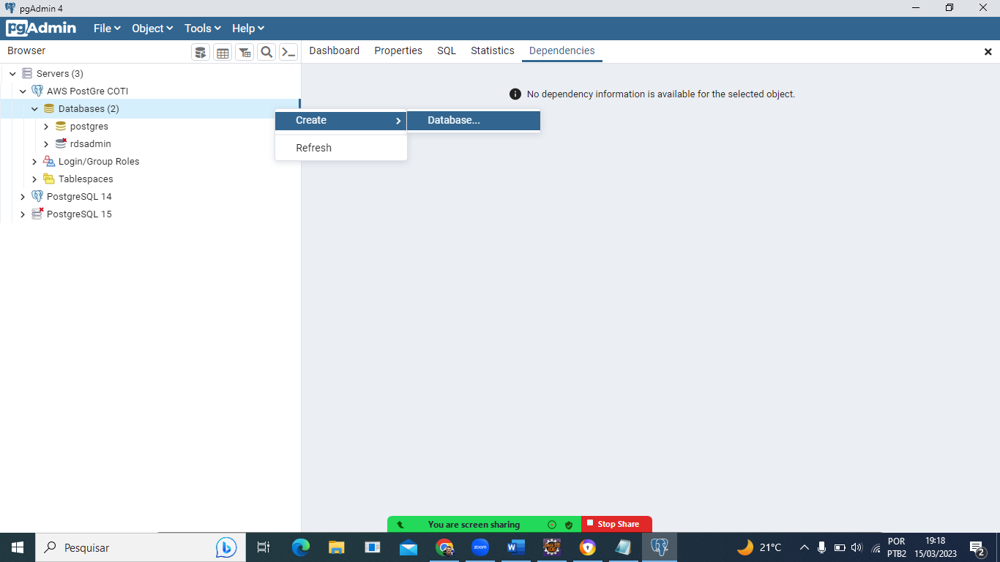 pgAdmin 4
pgAdmin File Object Tools Help
Browser Dashboard Properties SQL Statistics Dependencies
Servers (3)
AWS PostGre COTI
No dependency information is available for the selected object.
Databases (2)
Create Database...
postgres
rdsadmin
Refresh
Login/Group Roles
Tablespaces
PostgreSQL 14
PostgreSQL 15
You are screen sharing Stop Share
Pesquisar
zoom
21°C
POR
PTB2
19:18
15/03/2023
2